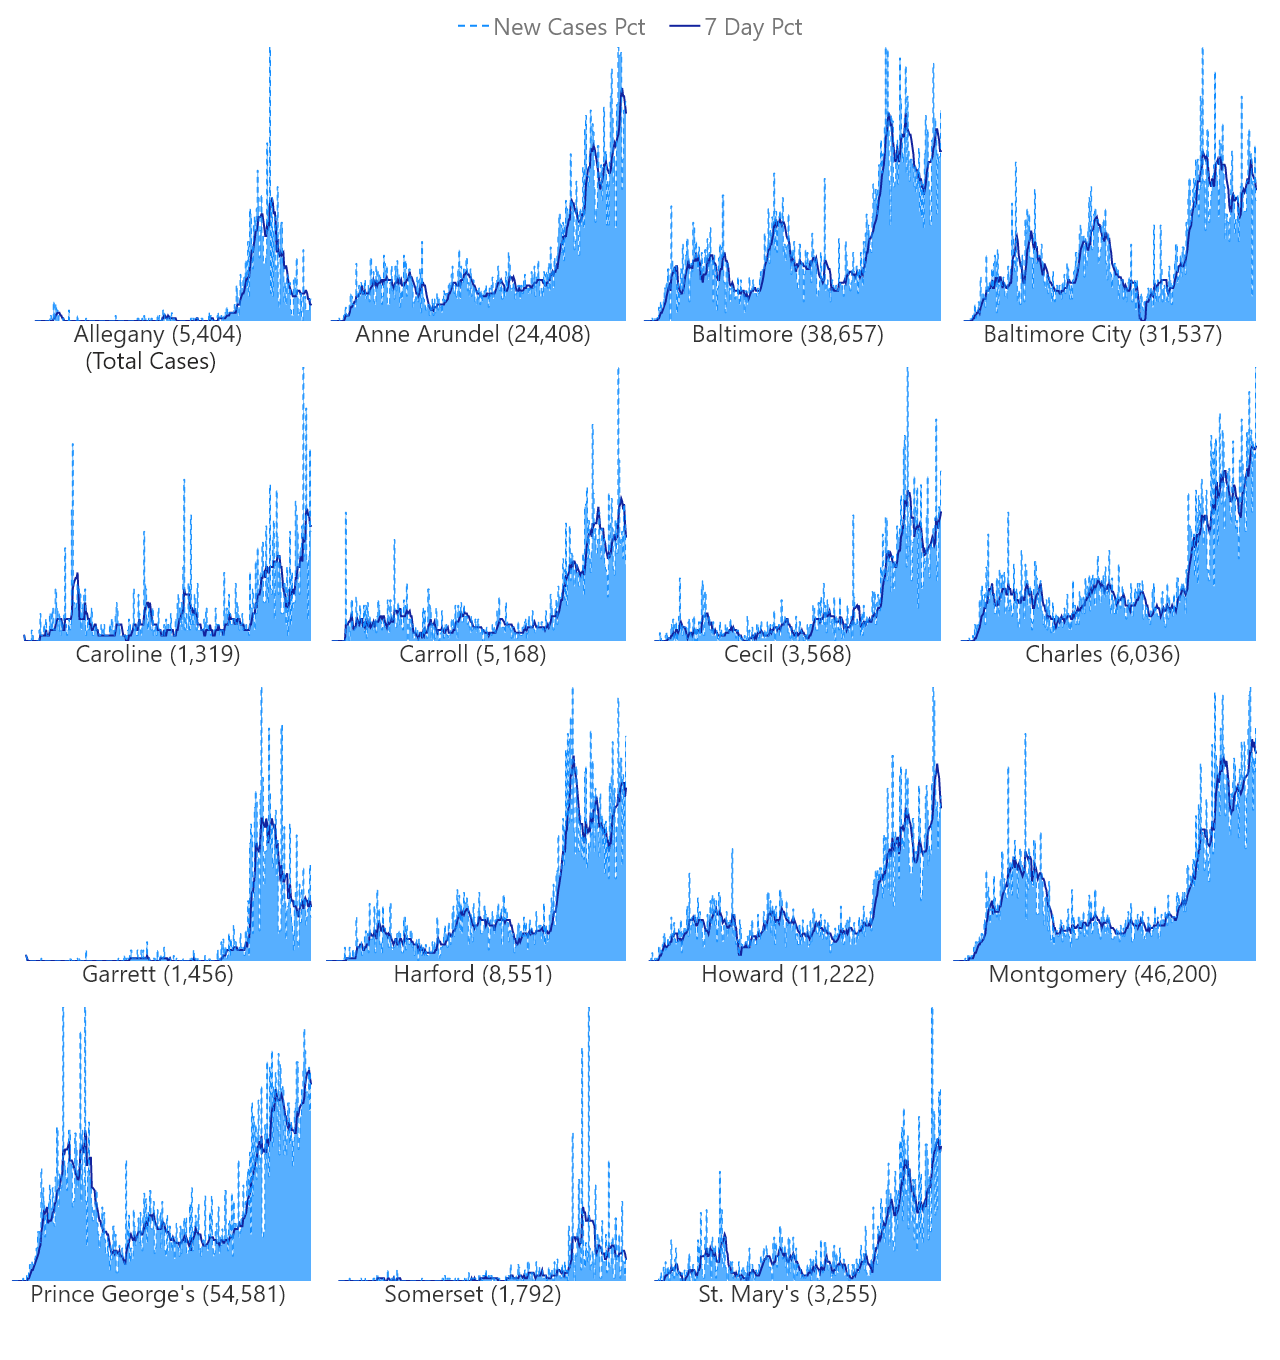 New Cases Pct 7 Day Pct
Allegany (5,404)
(Total Cases)
Anne Arundel (24,408)
Baltimore (38,657)
Baltimore City (31,537)
Caroline (1,319)
Carroll (5,168)
Cecil (3,568)
Charles (6,036)
Garrett (1,456)
Harford (8,551)
Howard (11,222)
Montgomery (46,200)
Prince George's (54,581)
Somerset (1,792)
St. Mary's (3,255)